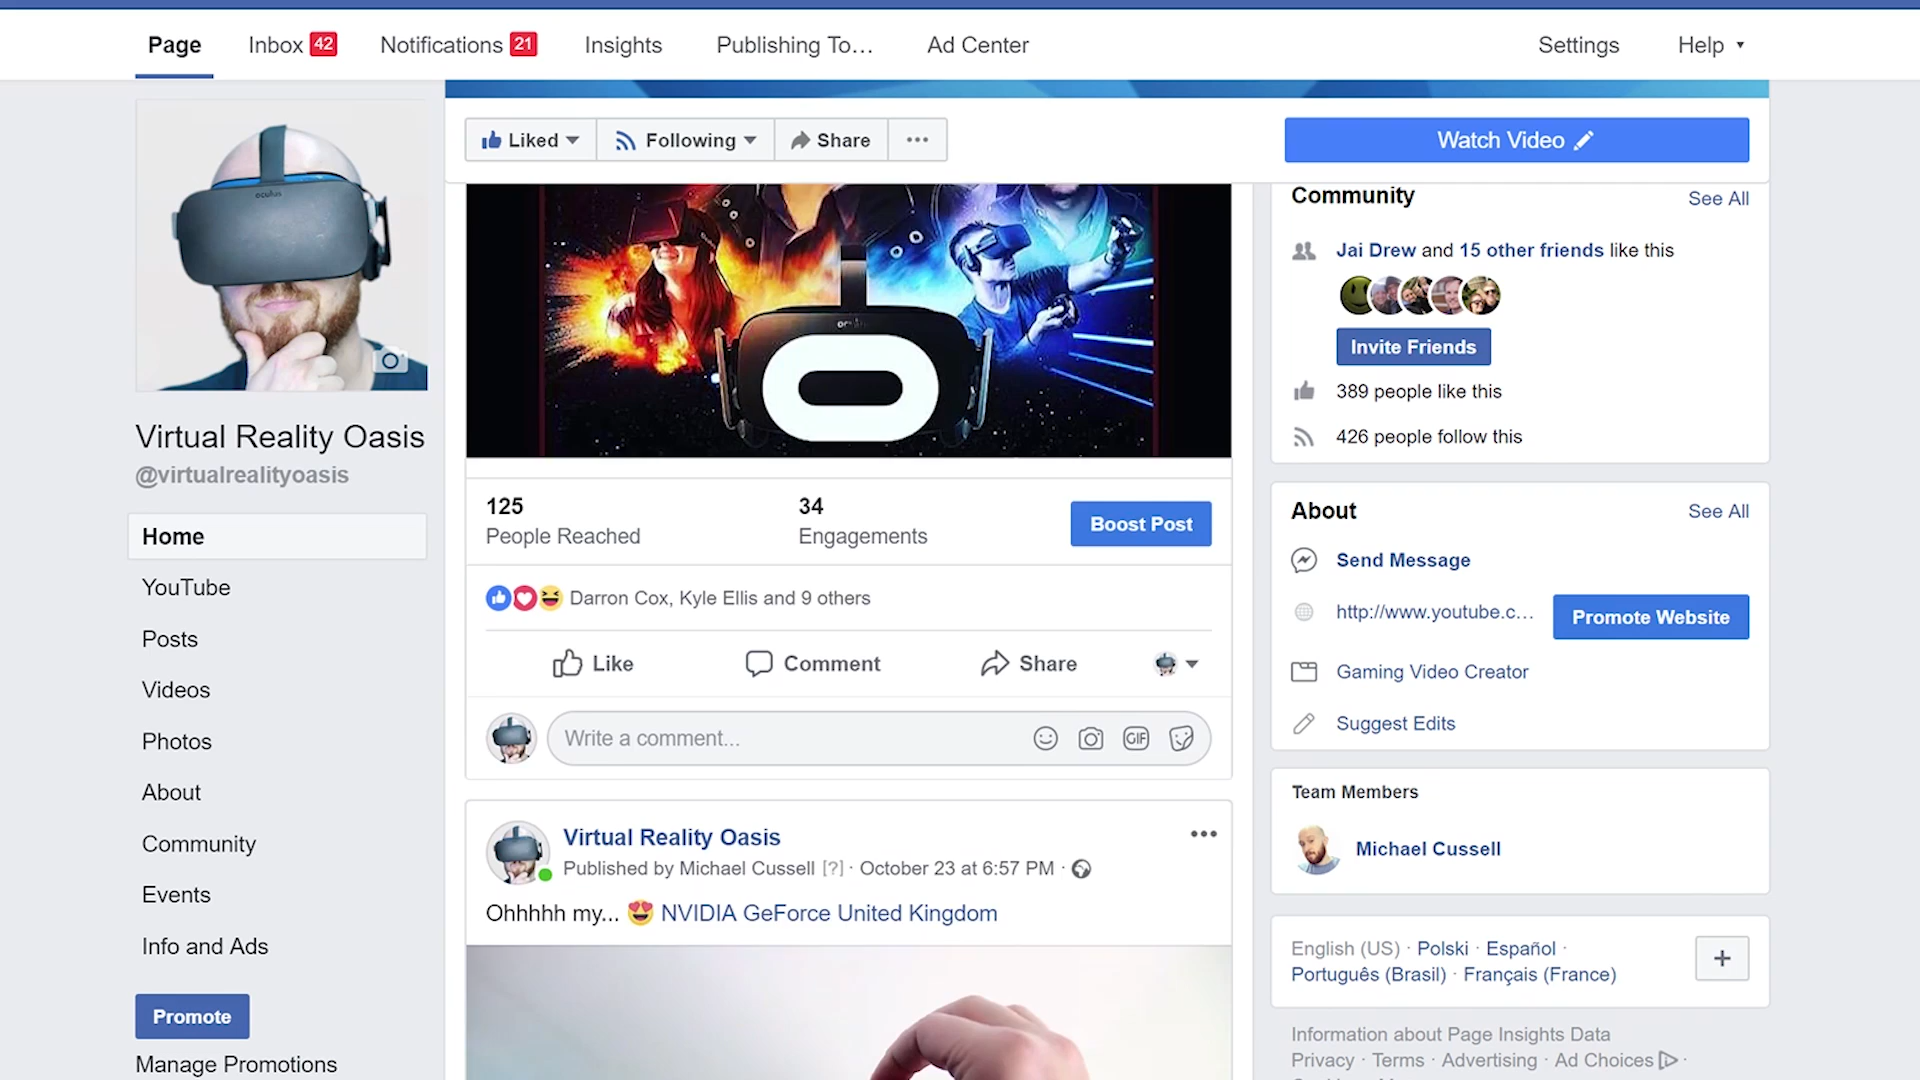 Page
Inbox 42
Notifications 21
Insights
Publishing To...
Ad Center
Settings
Help
oculus
Virtual Reality Oasis
@virtualrealityoasis
Home
YouTube
Posts
Videos
Photos
About
Community
Events
Info and Ads
Promote
Manage Promotions
Liked
Following
Share
Watch Video
125
People Reached
34
Engagements
Boost Post
Darron Cox, Kyle Ellis and 9 others
Like
Comment
Share
Write a comment...
GIF
Virtual Reality Oasis
Published by Michael Cussell [?] · October 23 at 6:57 PM ·
Ohhhhh my... NVIDIA GeForce United Kingdom
Community
See All
Jai Drew and 15 other friends like this
Invite Friends
389 people like this
426 people follow this
About
See All
Send Message
http://www.youtube.c...
Promote Website
Gaming Video Creator
Suggest Edits
Team Members
Michael Cussell
English (US) · Polski · Español ·
Português (Brasil) · Français (France)
+
Information about Page Insights Data
Privacy · Terms · Advertising · Ad Choices ·